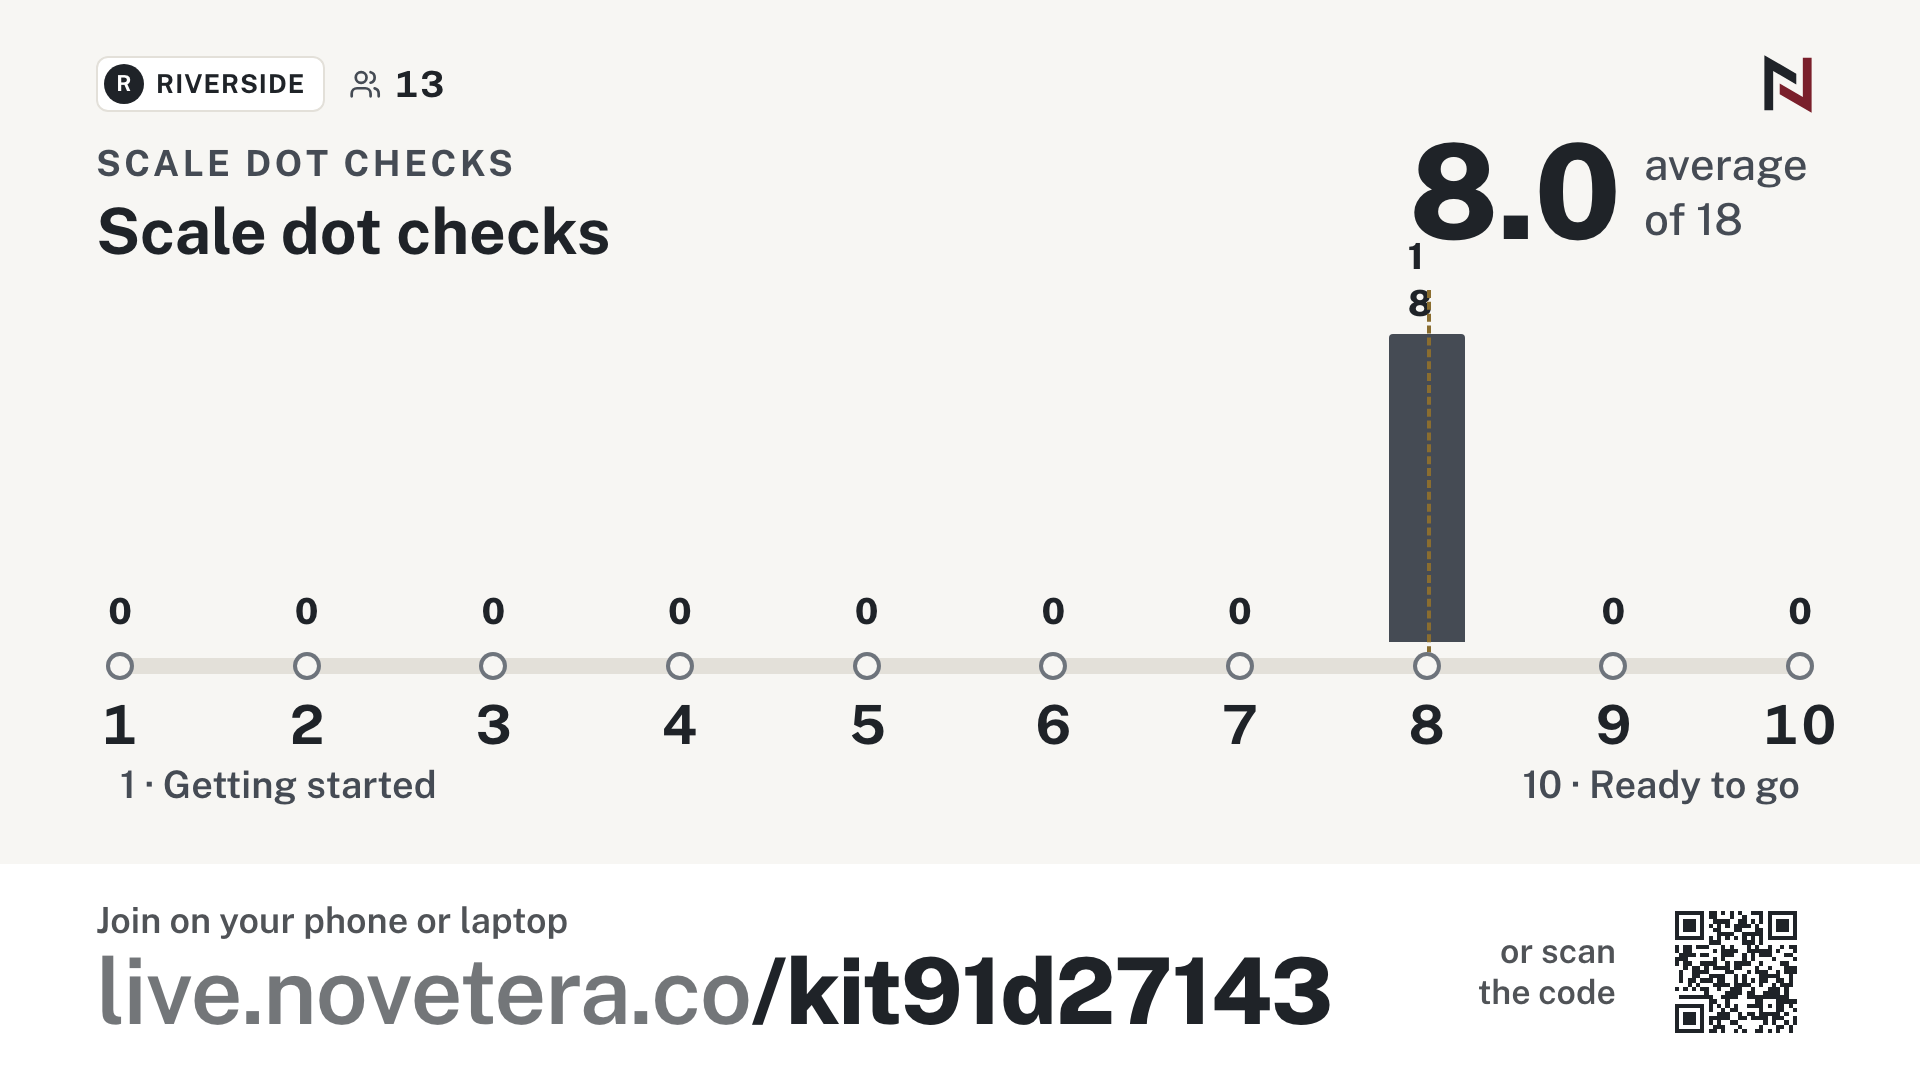 R RIVERSIDE 13
SCALE DOT CHECKS
Scale dot checks
8.0 average
of 18
1
8
0 0 0 0 0 0 0 0 0
1 2 3 4 5 6 7 8 9 10
1 · Getting started 10 · Ready to go
Join on your phone or laptop
live.novetera.co/kit91d27143
or scan
the code